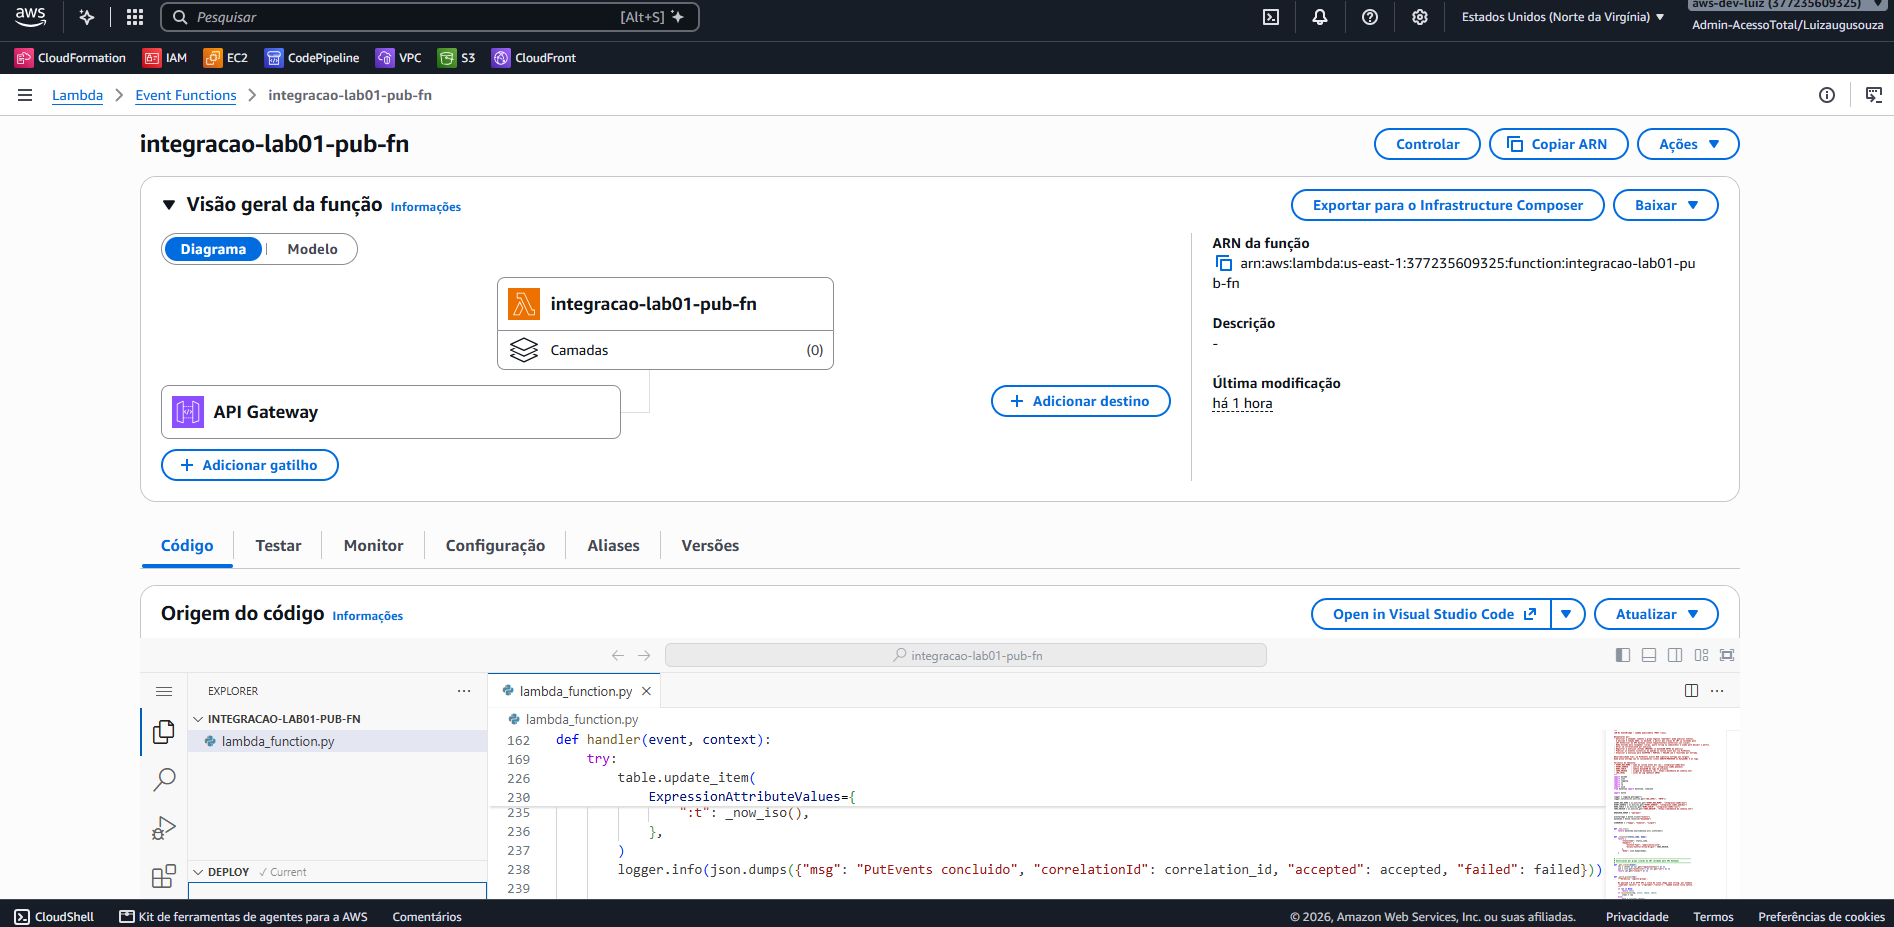 aws
Pesquisar
[Alt+S]
Estados Unidos (Norte da Virgínia)
aws-dev-luiz (377235609325)
Admin-AcessoTotal/Luizaugusouza
CloudFormation
IAM
EC2
CodePipeline
VPC
S3
CloudFront
Lambda
Event Functions
integracao-lab01-pub-fn
integracao-lab01-pub-fn
Controlar
Copiar ARN
Ações
Visão geral da função
Informações
Exportar para o Infrastructure Composer
Baixar
Diagrama
Modelo
integracao-lab01-pub-fn
Camadas
(0)
API Gateway
Adicionar gatilho
Adicionar destino
ARN da função
arn:aws:lambda:us-east-1:377235609325:function:integracao-lab01-pu
b-fn
Descrição
-
Última modificação
há 1 hora
Código
Testar
Monitor
Configuração
Aliases
Versões
Origem do código
Informações
Open in Visual Studio Code
Atualizar
integracao-lab01-pub-fn
EXPLORER
INTEGRACAO-LAB01-PUB-FN
lambda_function.py
DEPLOY
Current
lambda_function.py
lambda_function.py
162 def handler(event, context):
169 try:
226 table.update_item(
230 ExpressionAttributeValues={
235 ":t": _now_iso(),
236 },
237 )
238 logger.info(json.dumps({"msg": "PutEvents concluido", "correlationId": correlation_id, "accepted": accepted, "failed": failed}))
239
CloudShell
Kit de ferramentas de agentes para a AWS
Comentários
© 2026, Amazon Web Services, Inc. ou suas afiliadas.
Privacidade
Termos
Preferências de cookies